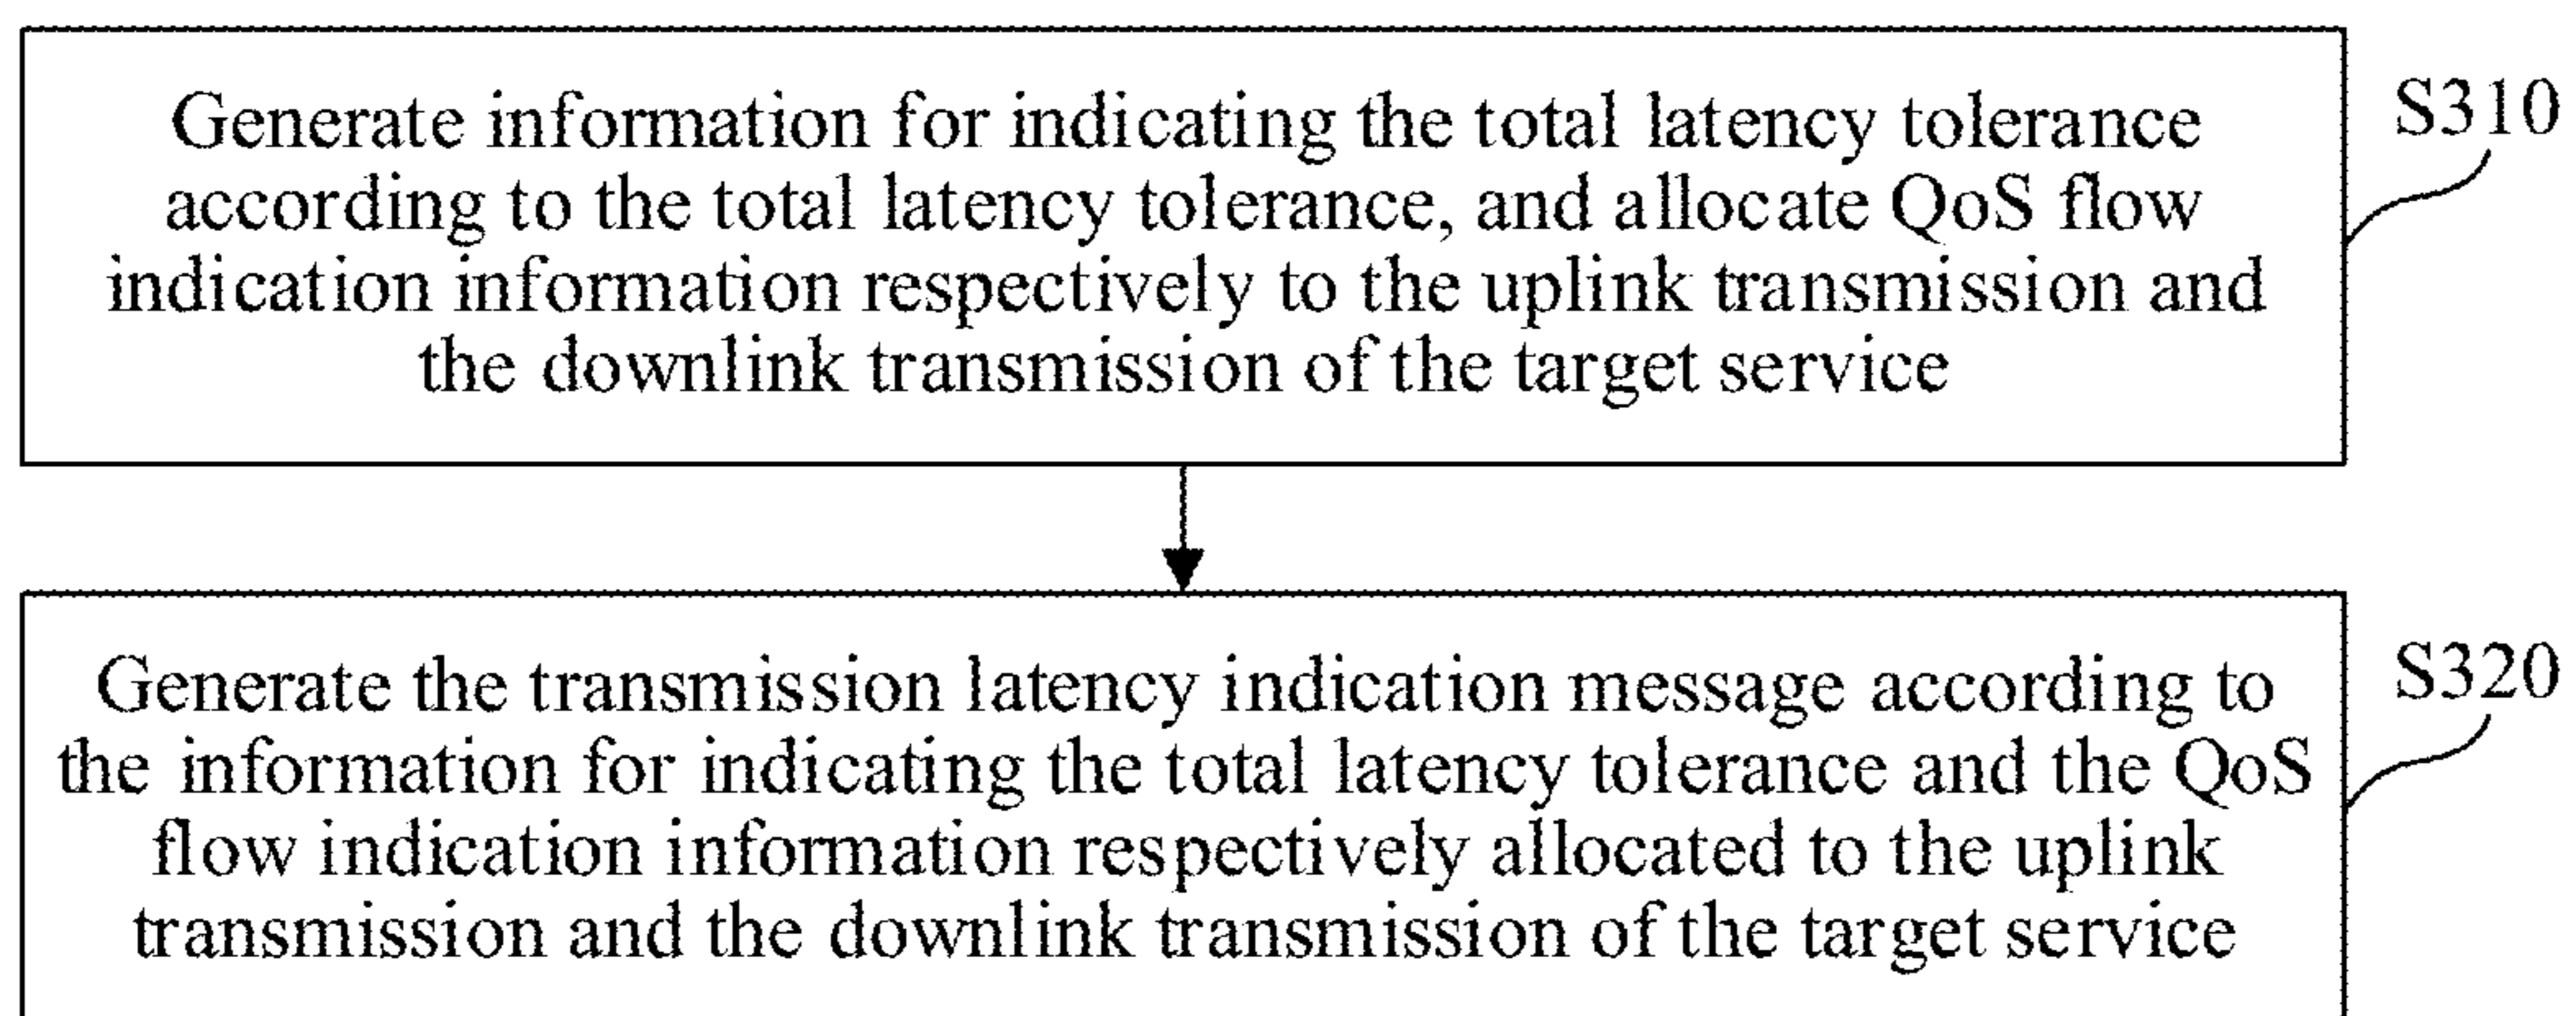 Generate information for indicating the total latency tolerance
S310
according to the total latency tolerance, and allocate QoS flow
indication information respectively to the uplink transmission and
the downlink transmission of the target service
Generate the transmission latency indication message according to
S320
the information for indicating the total latency tolerance and the QoS
flow indication information respectively allocated to the uplink
transmission and the downlink transmission of the target service